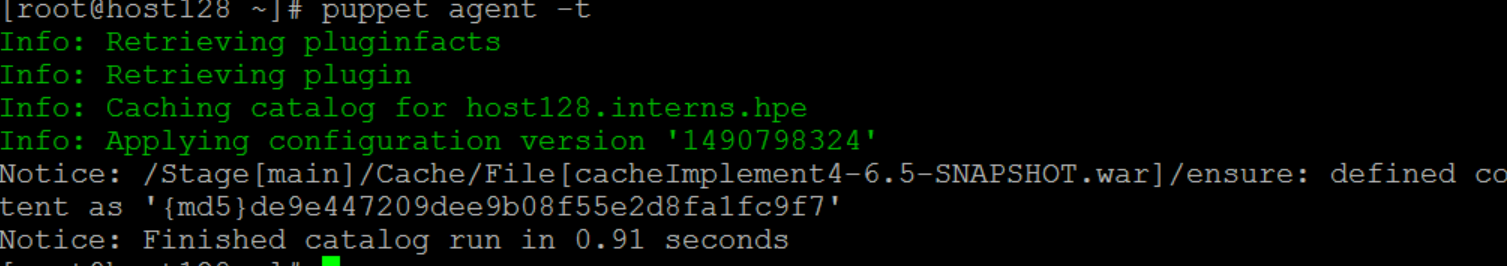 [root@host128 ~]# puppet agent -t
Info: Retrieving pluginfacts
Info: Retrieving plugin
Info: Caching catalog for host128.interns.hpe
Info: Applying configuration version '1490798324'
Notice: /Stage[main]/Cache/File[cacheImplement4-6.5-SNAPSHOT.war]/ensure: defined co
tent as '{md5}de9e447209dee9b08f55e2d8fa1fc9f7'
Notice: Finished catalog run in 0.91 seconds